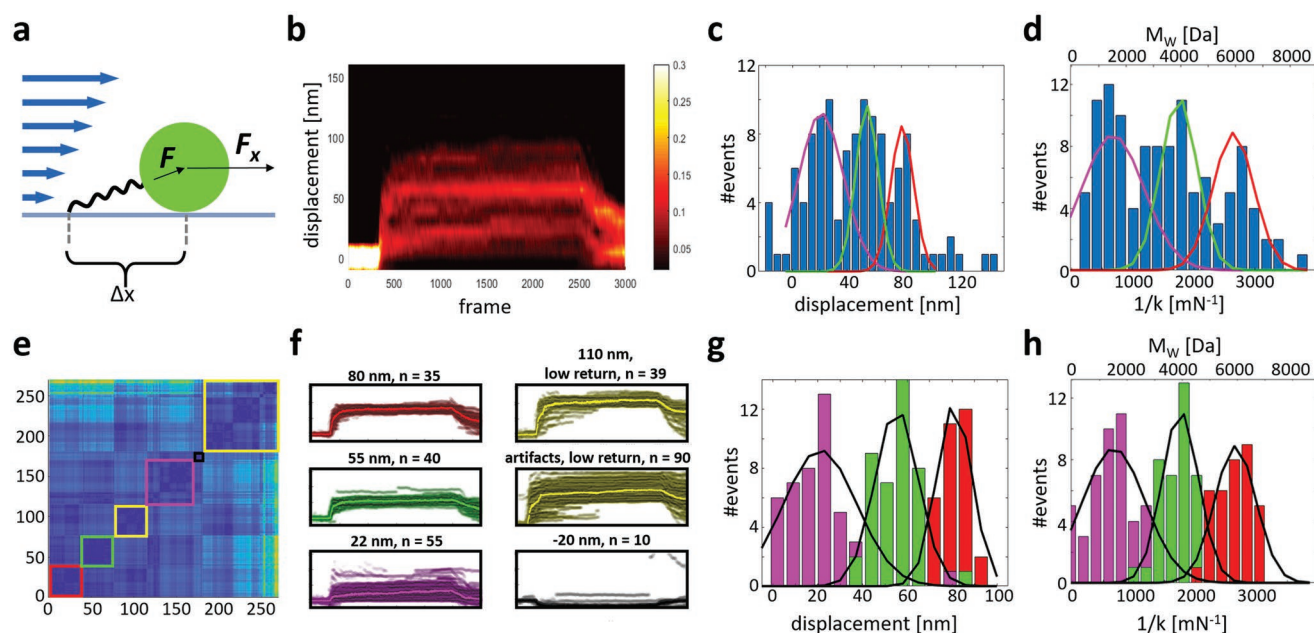 a
F
Fx
Δx
b
displacement [nm]
150
100
50
0
0 500 1000 1500 2000 2500 3000
frame
0.3
0.25
0.2
0.15
0.1
0.05
c
#events
12
8
4
0
0 40 80 120
displacement [nm]
d
MW [Da]
0 2000 4000 6000 8000
#events
12
8
4
0
0 1000 2000 3000
1/k [mN-1]
e
250
200
150
100
50
0
0 50 100 150 200 250
f
80 nm, n = 35
110 nm,
low return, n = 39
55 nm, n = 40
artifacts, low return, n = 90
22 nm, n = 55
-20 nm, n = 10
g
#events
12
8
4
0
0 20 40 60 80 100
displacement [nm]
h
MW [Da]
0 2000 4000 6000 8000
#events
12
8
4
0
0 1000 2000 3000
1/k [mN-1]